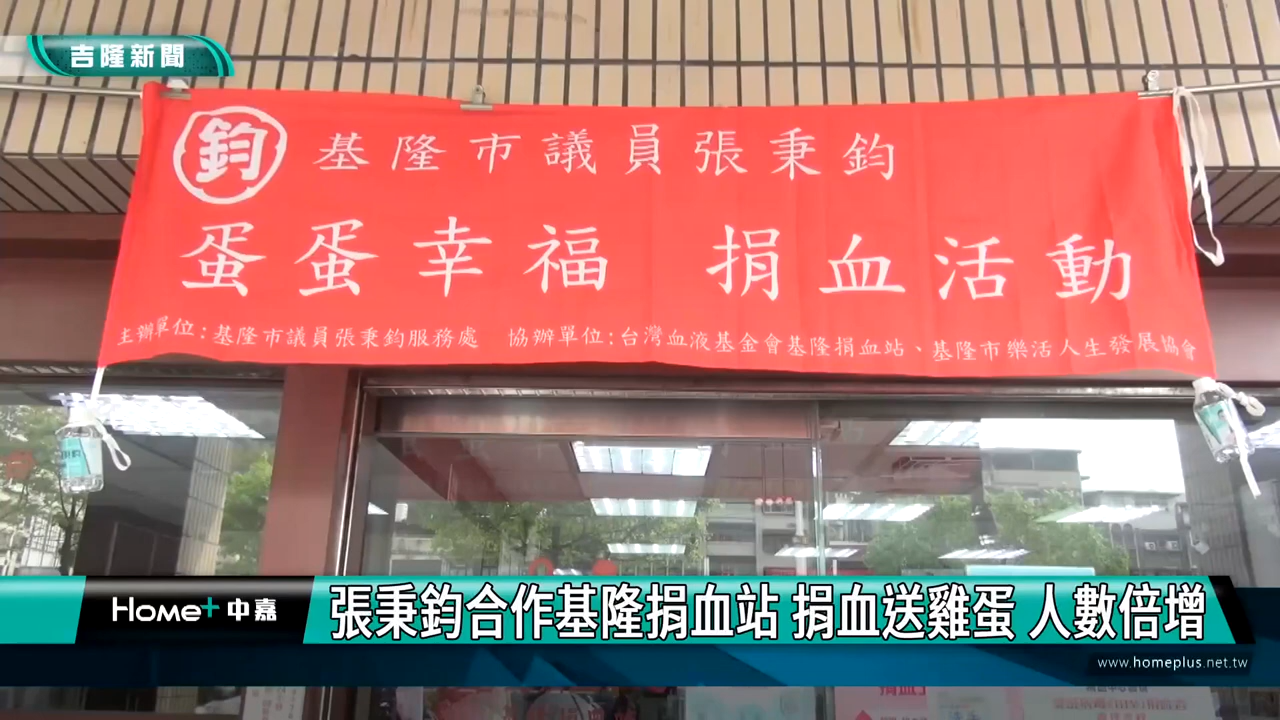 吉隆新聞
鈞
基隆市議員張秉鈞
蛋蛋幸福 捐血活動
主辦單位:基隆市議員張秉鈞服務處 協辦單位:台灣血液基金會基隆捐血站、基隆市樂活人生發展協會
Home+中嘉
張秉鈞合作基隆捐血站 捐血送雞蛋 人數倍增
www.homeplus.net.tw
捐血